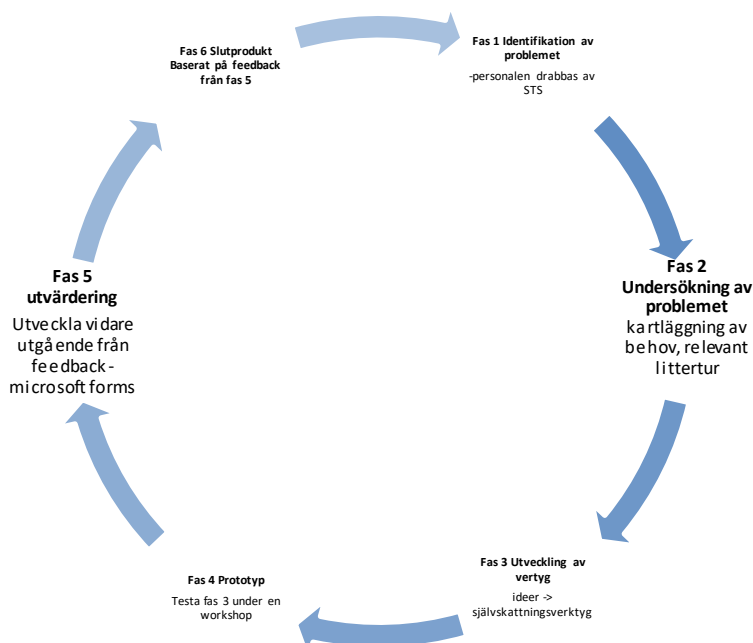 Fas 1 Identifikation av
problemet
-personalen drabbas av
STS
Fas 2
Undersökning av
problemet
kartläggning av
behov, relevant
littertur
Fas 3 Utveckling av
vertyg
ideer ->
självskattningsverktyg
Fas 4 Prototyp
Testa fas 3 under en
workshop
Fas 5
utvärdering
Utveckla vidare
utgående från
feedback-
microsoft forms
Fas 6 Slutprodukt
Baserat på feedback
från fas 5